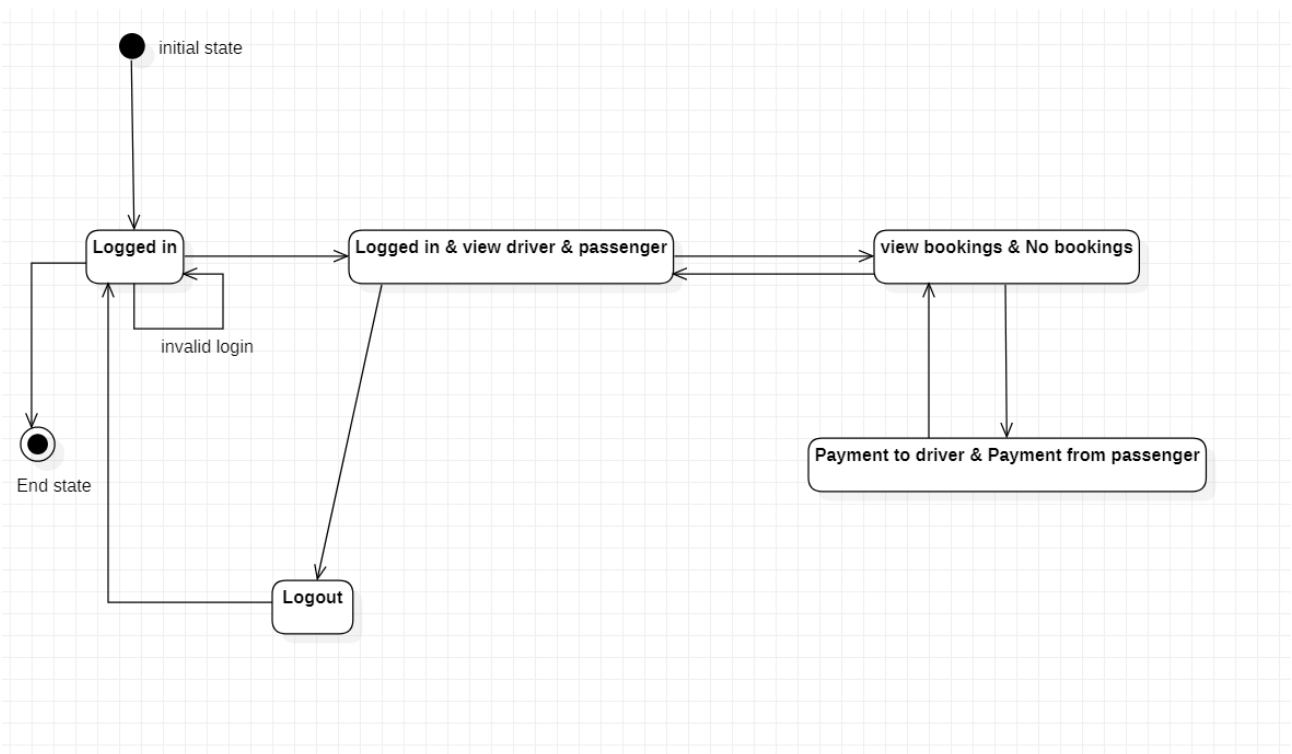 initial state
Logged in
Logged in & view driver & passenger
view bookings & No bookings
invalid login
Payment to driver & Payment from passenger
End state
Logout